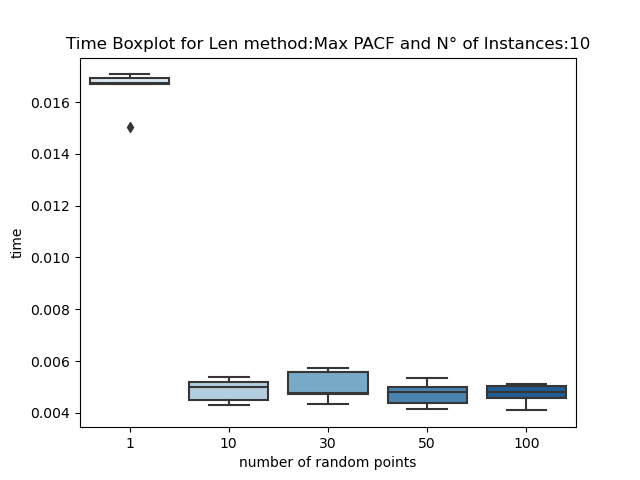 Time Boxplot for Len method:Max PACF and N° of Instances:10
0.016
0.014
0.012
0.010
0.008
0.006
0.004
time
1 10 30 50 100
number of random points